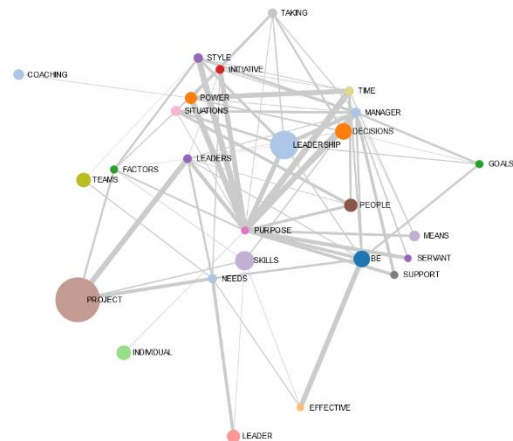 TAKING
STYLE
INITIATIVE
COACHING
TIME
POWER
SITUATIONS
MANAGER
DECISIONS
LEADERSHIP
LEADERS
GOALS
FACTORS
TEAMS
PEOPLE
PURPOSE
MEANS
SKILLS
BE
SERVANT
SUPPORT
NEEDS
PROJECT
INDIVIDUAL
EFFECTIVE
LEADER